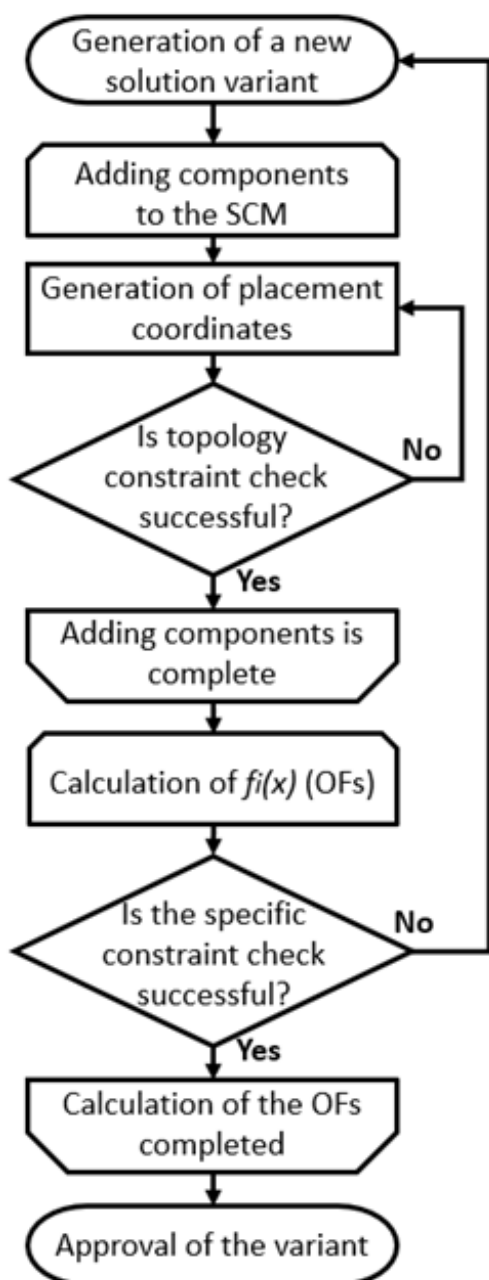 Generation of a new
solution variant
Adding components
to the SCM
Generation of placement
coordinates
Is topology
constraint check
successful?
No
Yes
Adding components is
complete
Calculation of fi(x) (OFs)
Is the specific
constraint check
successful?
No
Yes
Calculation of the OFs
completed
Approval of the variant